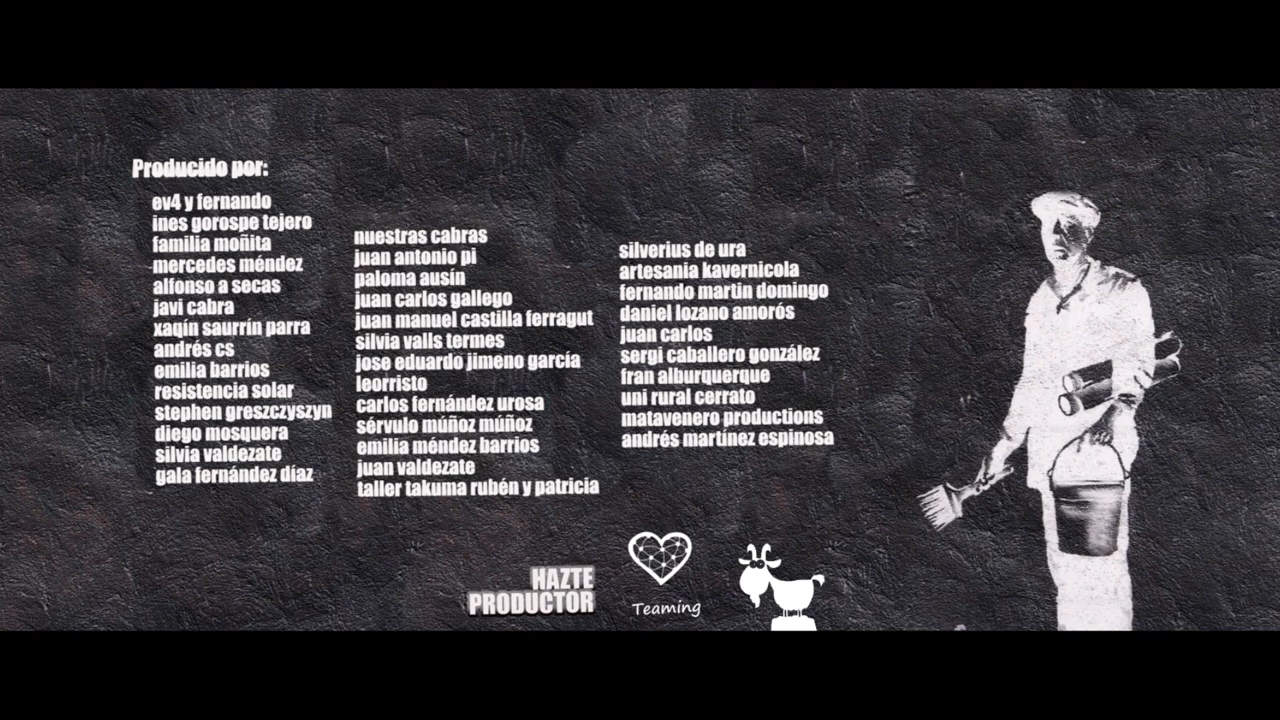 Producido por:
ev4 y fernando
ines gorospe tejero
familia moñita
mercedes méndez
alfonso a secas
javi cabra
xaqín saurrín parra
andrés cs
emilia barrios
resistencia solar
stephen greszczyszyn
diego mosquera
silvia valdezate
gala fernández díaz
nuestras cabras
juan antonio pi
paloma ausín
juan carlos gallego
juan manuel castilla ferragut
silvia valls termes
jose eduardo jimeno garcía
leorristo
carlos fernández urosa
sérvulo múñoz múñoz
emilia méndez barrios
juan valdezate
taller takuma rubén y patricia
silverius de ura
artesania kavernicola
fernando martin domingo
daniel lozano amorós
juan carlos
sergi caballero gonzález
fran alburquerque
uni rural cerrato
matavenero productions
andrés martínez espinosa
HAZTE
PRODUCTOR
Teaming